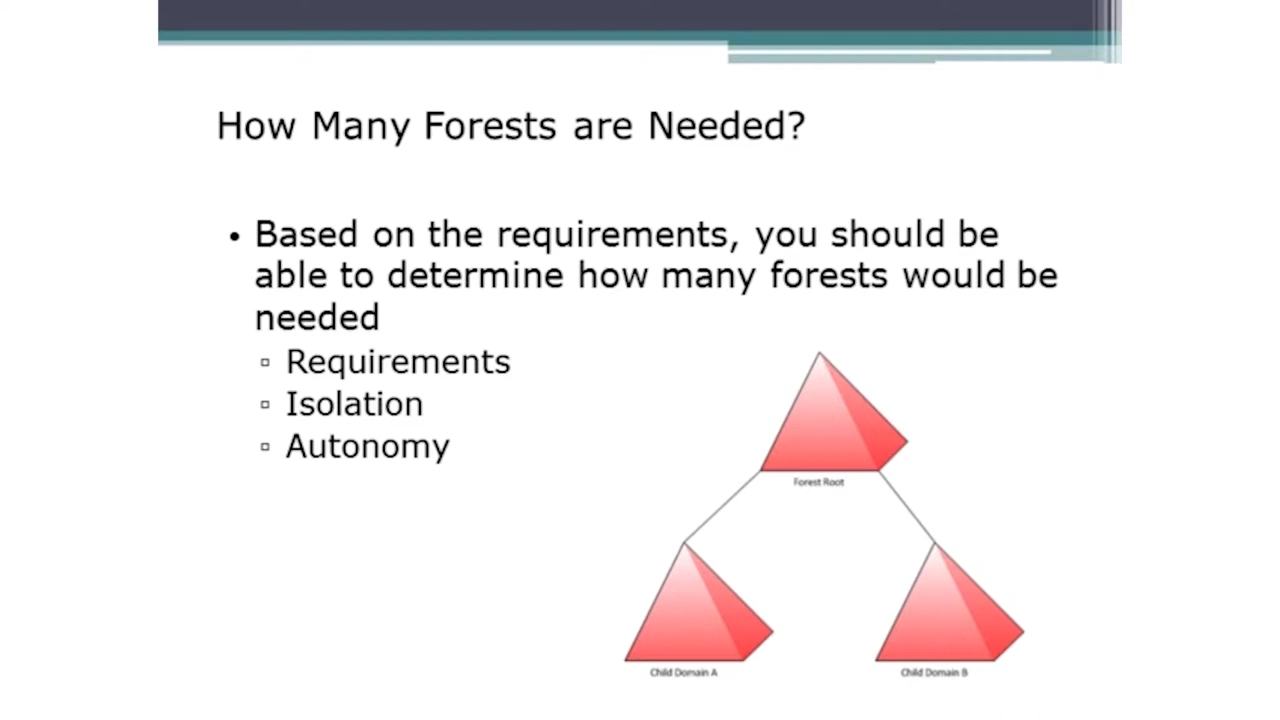 How Many Forests are Needed?
• Based on the requirements, you should be
able to determine how many forests would be
needed
▫ Requirements
▫ Isolation
▫ Autonomy
Forest Root
Child Domain A
Child Domain B